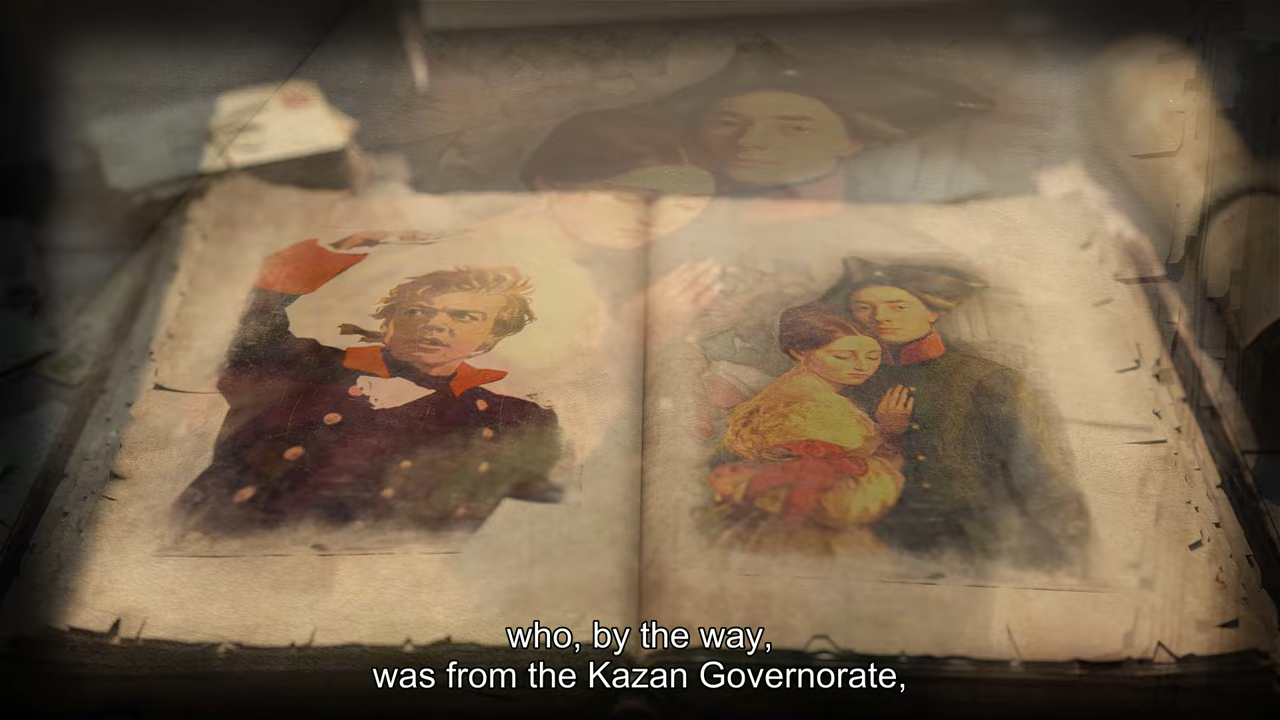 who, by the way,
was from the Kazan Governorate,